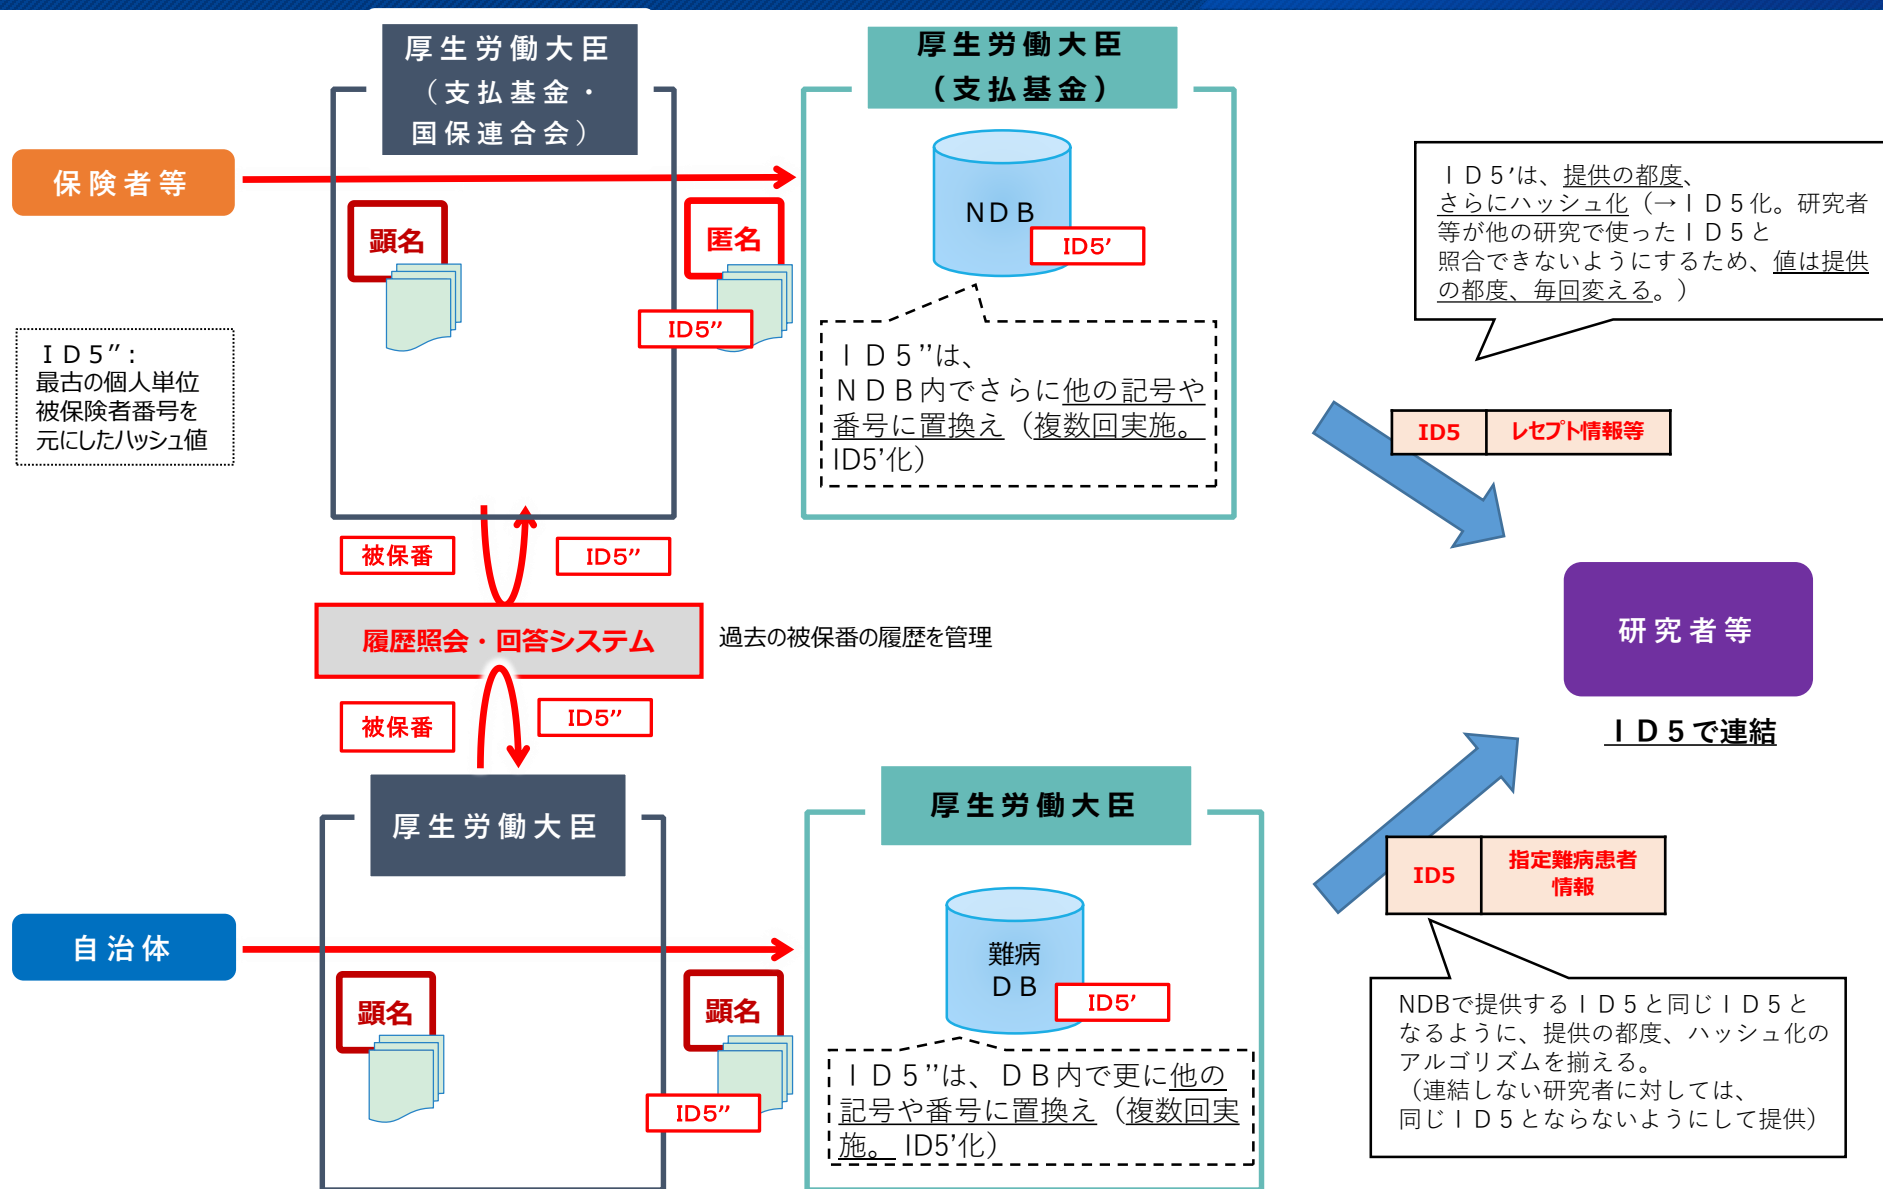 厚生労働大臣
（支払基金・
国保連合会）
厚生労働大臣
（支払基金）
保険者等
顕名
匿名
ID5’’
NDB
ID5’
ＩＤ５’は、提供の都度、
さらにハッシュ化（→ＩＤ５化。研究者
等が他の研究で使ったＩＤ５と
照合できないようにするため、値は提供
の都度、毎回変える。）
ＩＤ５’’：
最古の個人単位
被保険者番号を
元にしたハッシュ値
ＩＤ５’’は、
ＮＤＢ内でさらに他の記号や
番号に置換え（複数回実施。
ID5’化）
ID5
レセプト情報等
被保番
ID5’’
履歴照会・回答システム
過去の被保番の履歴を管理
被保番
ID5’’
研究者等
ＩＤ５で連結
厚生労働大臣
厚生労働大臣
自治体
顕名
顕名
ID5’’
難病
ＤＢ
ID5’
ＩＤ５’’は、ＤＢ内で更に他の
記号や番号に置換え（複数回実
施。ID5’化）
ID5
指定難病患者
情報
NDBで提供するＩＤ５と同じＩＤ５と
なるように、提供の都度、ハッシュ化の
アルゴリズムを揃える。
（連結しない研究者に対しては、
同じＩＤ５とならないようにして提供）